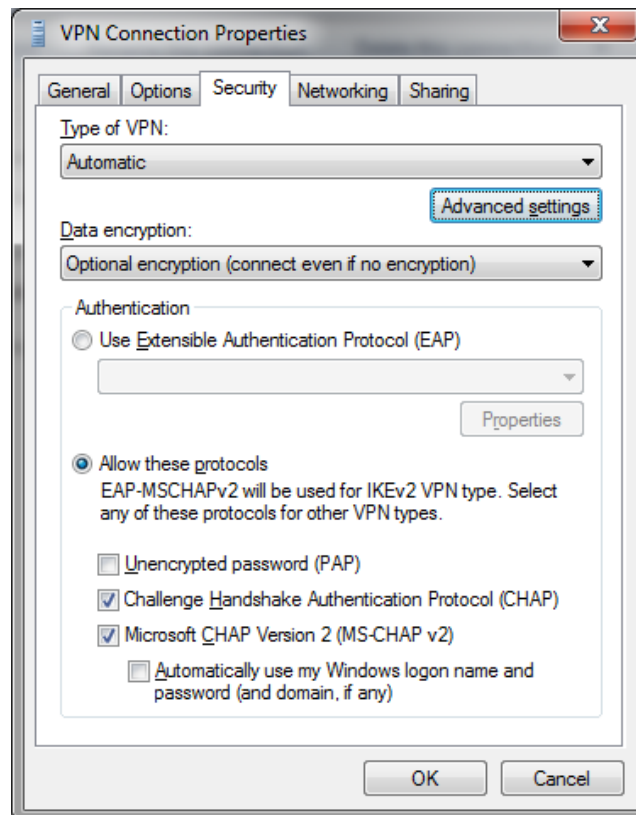 VPN Connection Properties
General Options Security Networking Sharing
Type of VPN:
Automatic
Advanced settings
Data encryption:
Optional encryption (connect even if no encryption)
Authentication
Use Extensible Authentication Protocol (EAP)
Properties
Allow these protocols
EAP-MSCHAPv2 will be used for IKEv2 VPN type. Select
any of these protocols for other VPN types.
Unencrypted password (PAP)
Challenge Handshake Authentication Protocol (CHAP)
Microsoft CHAP Version 2 (MS-CHAP v2)
Automatically use my Windows logon name and
password (and domain, if any)
OK Cancel